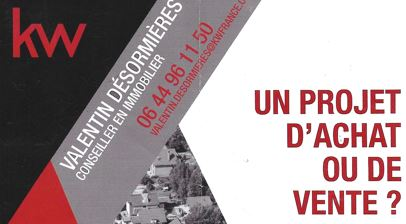 kw
VALENTIN DÉSORMIÈRES
CONSEILLER EN IMMOBILIER
06 44 96 11 50
VALENTIN.DESORMIERES@KWFRANCE.C
UN PROJET
D'ACHAT
OU DE
VENTE ?